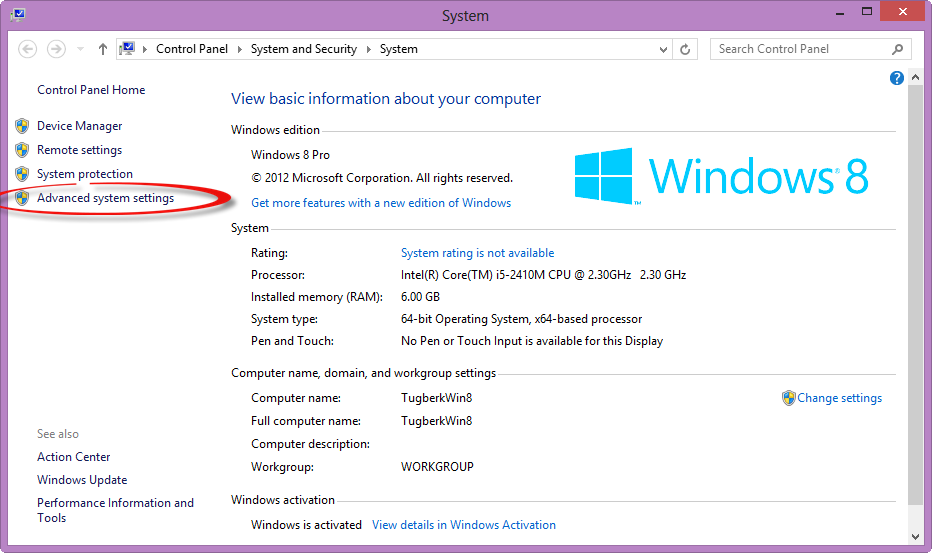 System
Control Panel System and Security System
Search Control Panel
Control Panel Home
Device Manager
Remote settings
System protection
Advanced system settings
See also
Action Center
Windows Update
Performance Information and
Tools
View basic information about your computer
Windows edition
Windows 8 Pro
© 2012 Microsoft Corporation. All rights reserved.
Get more features with a new edition of Windows
Windows® 8
™
System
Rating: System rating is not available
Processor: Intel(R) Core(TM) i5-2410M CPU @ 2.30GHz 2.30 GHz
Installed memory (RAM): 6.00 GB
System type: 64-bit Operating System, x64-based processor
Pen and Touch: No Pen or Touch Input is available for this Display
Computer name, domain, and workgroup settings
Computer name: TugberkWin8 Change settings
Full computer name: TugberkWin8
Computer description:
Workgroup: WORKGROUP
Windows activation
Windows is activated View details in Windows Activation